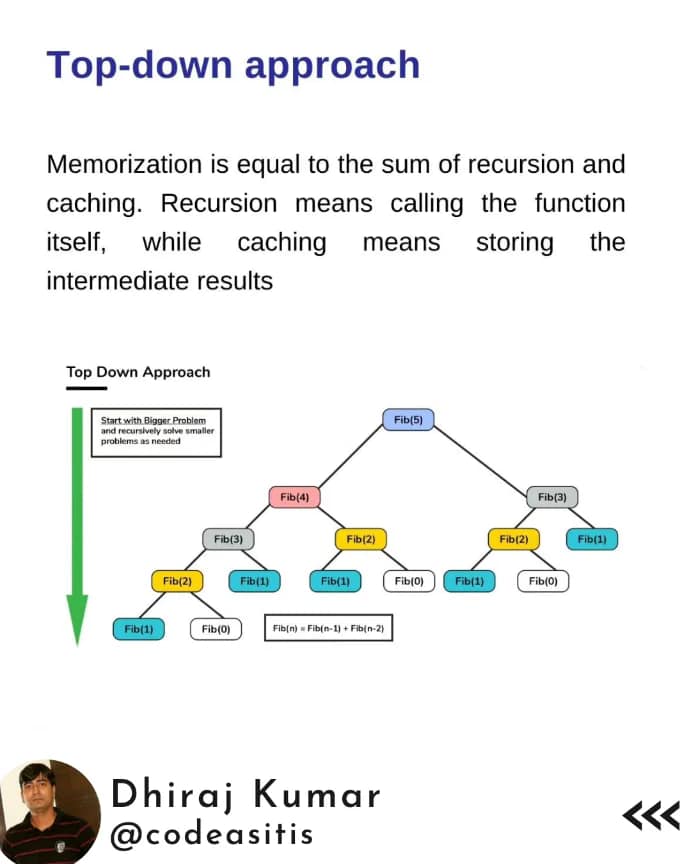 Top-down approach
Memorization is equal to the sum of recursion and
caching. Recursion means calling the function
itself, while caching means storing the
intermediate results
Top Down Approach
Start with Bigger Problem
and recursively solve smaller
problems as needed
Fib(5)
Fib(4)
Fib(3)
Fib(3)
Fib(2)
Fib(2)
Fib(1)
Fib(2)
Fib(1)
Fib(1)
Fib(0)
Fib(1)
Fib(0)
Fib(1)
Fib(0)
Fib(n) = Fib(n-1) + Fib(n-2)
Dhiraj Kumar
@codeasitis